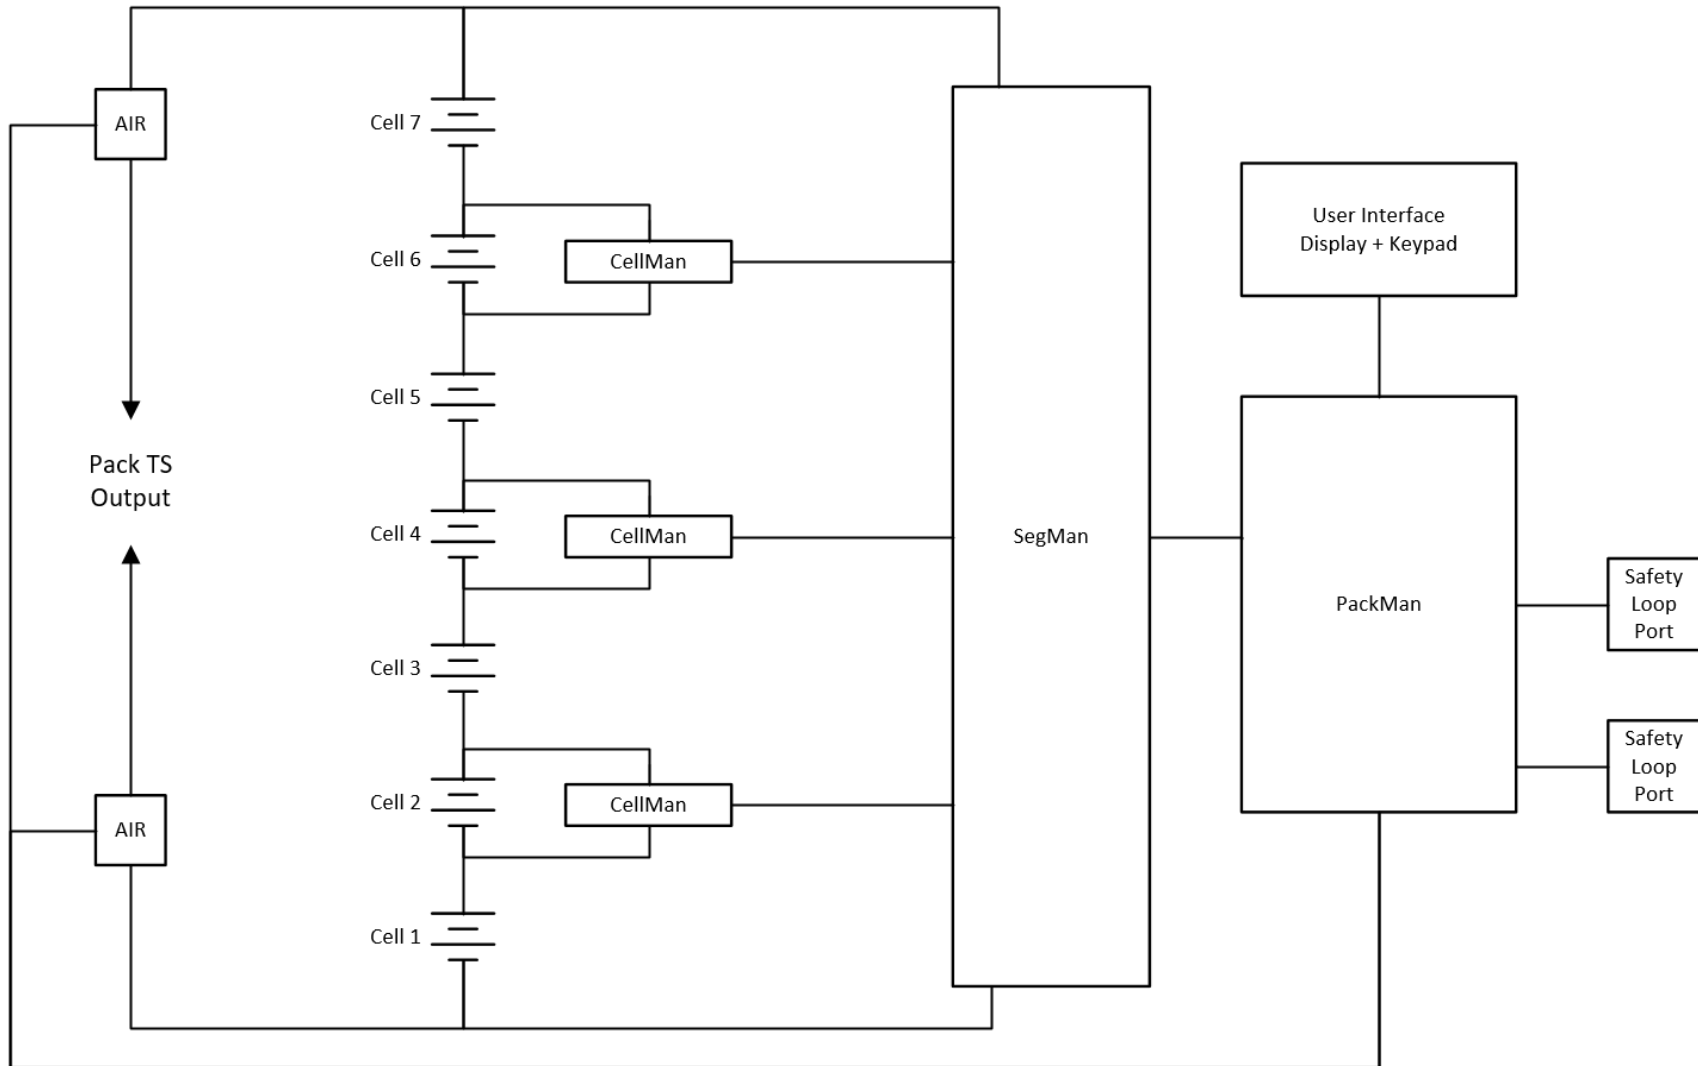 AIR
Cell 7
User Interface
Display + Keypad
Cell 6
CellMan
Cell 5
Pack TS
Output
Cell 4
CellMan
SegMan
PackMan
Safety
Loop
Port
Cell 3
Safety
Loop
Port
Cell 2
CellMan
AIR
Cell 1